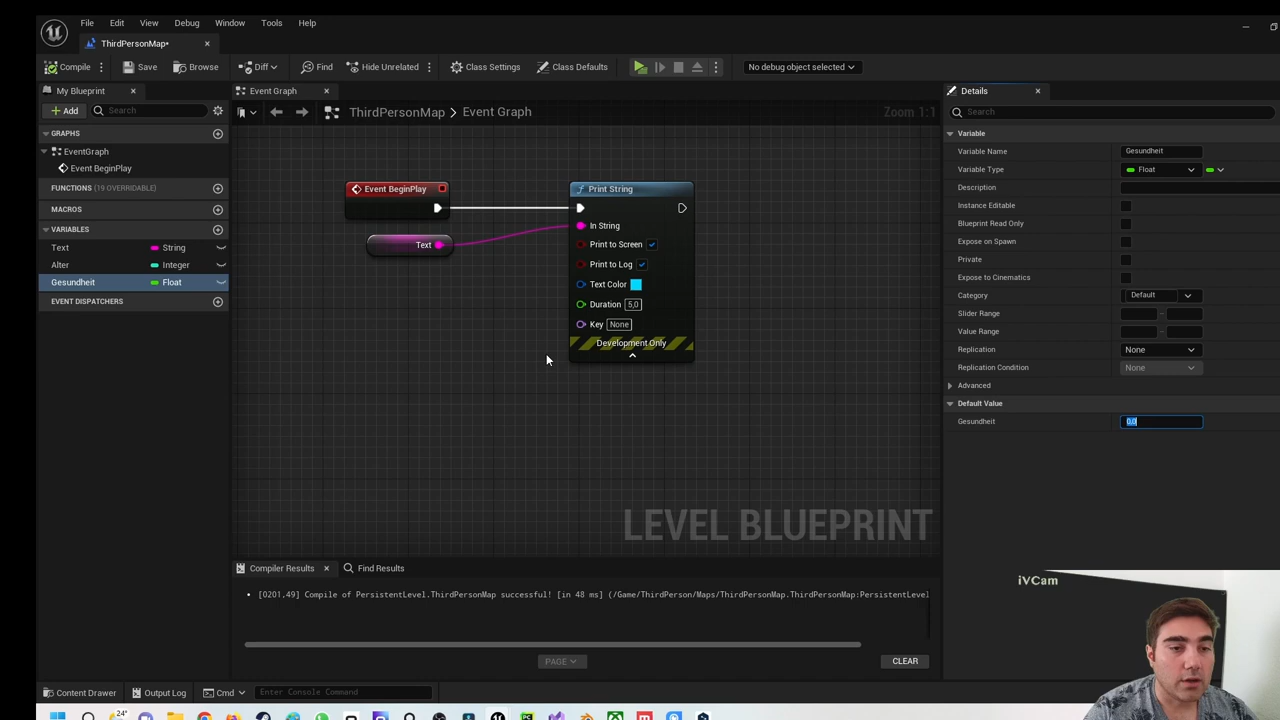 File Edit View Debug Window Tools Help
ThirdPersonMap•
Compile Save Browse Diff Find Hide Unrelated Class Settings Class Defaults No debug object selected
My Blueprint
Add Search
GRAPHS
EventGraph
Event BeginPlay
FUNCTIONS (19 OVERRIDABLE)
MACROS
VARIABLES
Text String
Alter Integer
Gesundheit Float
EVENT DISPATCHERS
Event Graph
ThirdPersonMap > Event Graph Zoom 1:1
Event BeginPlay
Text
Print String
In String
Print to Screen
Print to Log
Text Color
Duration 5,0
Key None
Development Only
LEVEL BLUEPRINT
Compiler Results Find Results
• [0201,49] Compile of PersistentLevel.ThirdPersonMap successful! [in 48 ms] (/Game/ThirdPerson/Maps/ThirdPersonMap.ThirdPersonMap:PersistentLevel
PAGE
CLEAR
Details
Search
Variable
Variable Name Gesundheit
Variable Type Float
Description
Instance Editable
Blueprint Read Only
Expose on Spawn
Private
Expose to Cinematics
Category Default
Slider Range
Value Range
Replication None
Replication Condition None
Advanced
Default Value
Gesundheit 0,0
iVCam
Content Drawer Output Log Cmd Enter Console Command
24°